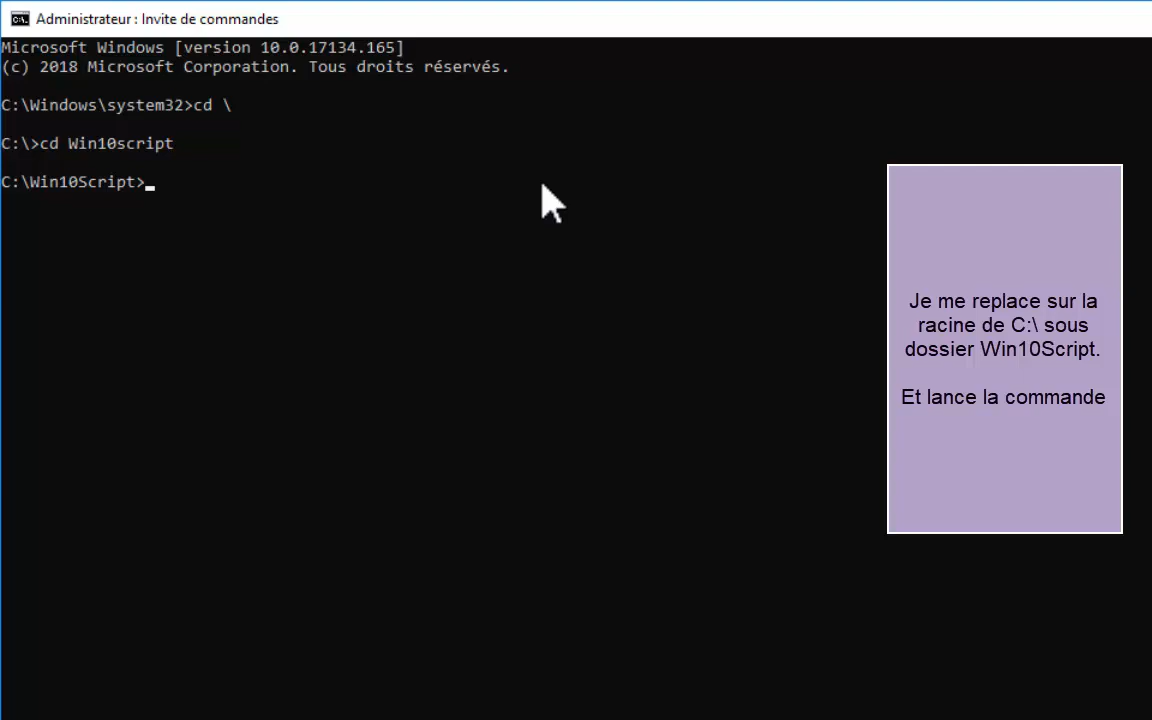 Administrateur : Invite de commandes
Microsoft Windows [version 10.0.17134.165]
(c) 2018 Microsoft Corporation. Tous droits réservés.
C:\Windows\system32>cd \
C:\>cd Win10script
C:\Win10Script>_
Je me replace sur la
racine de C:\ sous
dossier Win10Script.
Et lance la commande